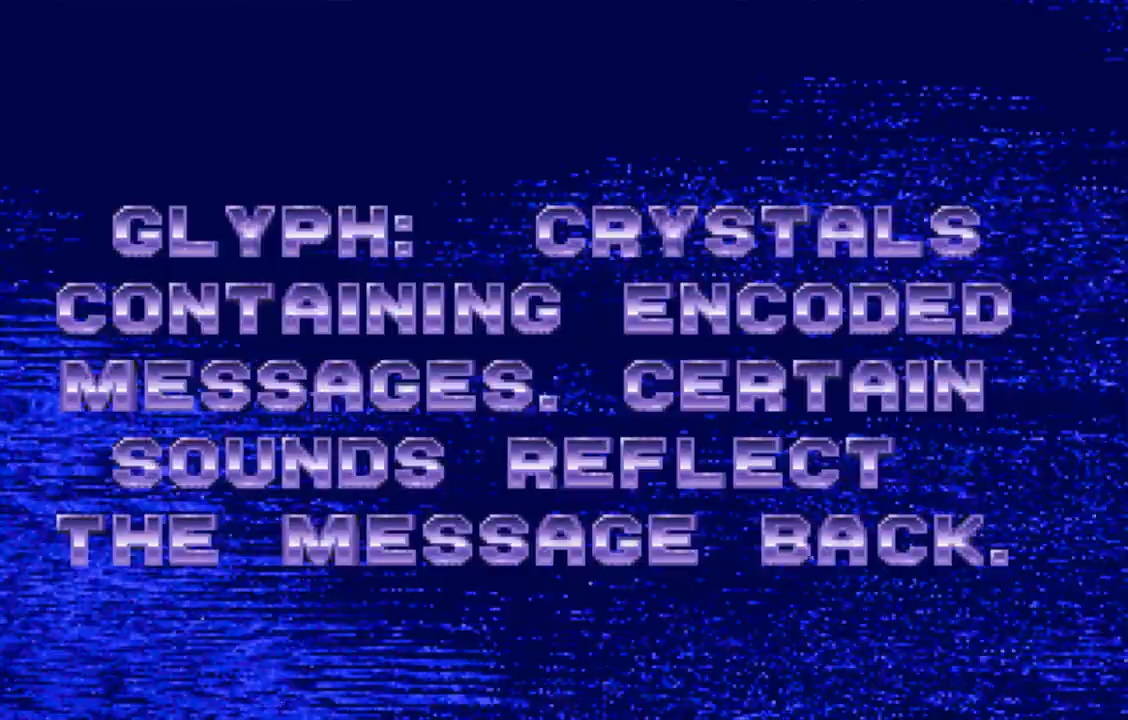 GLYPH: CRYSTALS
CONTAINING ENCODED
MESSAGES. CERTAIN
SOUNDS REFLECT
THE MESSAGE BACK.